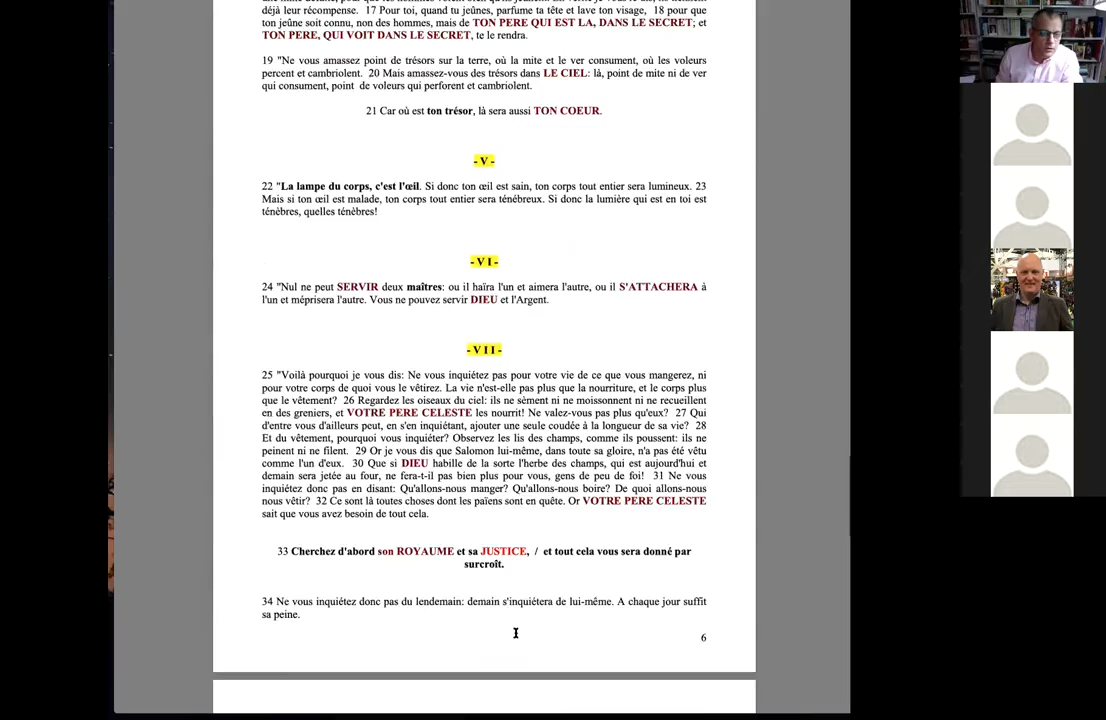 déjà leur récompense. 17 Pour toi, quand tu jeûnes, parfume ta tête et lave ton visage, 18 pour que
ton jeûne soit connu, non des hommes, mais de TON PERE QUI EST LA, DANS LE SECRET; et
TON PERE, QUI VOIT DANS LE SECRET, te le rendra.
19 "Ne vous amassez point de trésors sur la terre, où la mite et le ver consument, où les voleurs
percent et cambriolent. 20 Mais amassez-vous des trésors dans LE CIEL: là, point de mite ni de ver
qui consument, point de voleurs qui perforent et cambriolent.
21 Car où est ton trésor, là sera aussi TON COEUR.
- V -
22 "La lampe du corps, c'est l'œil. Si donc ton œil est sain, ton corps tout entier sera lumineux. 23
Mais si ton œil est malade, ton corps tout entier sera ténébreux. Si donc la lumière qui est en toi est
ténèbres, quelles ténèbres!
- V I -
24 "Nul ne peut SERVIR deux maîtres: ou il haïra l'un et aimera l'autre, ou il S'ATTACHERA à
l'un et méprisera l'autre. Vous ne pouvez servir DIEU et l'Argent.
- V I I -
25 "Voilà pourquoi je vous dis: Ne vous inquiétez pas pour votre vie de ce que vous mangerez, ni
pour votre corps de quoi vous le vêtirez. La vie n'est-elle pas plus que la nourriture, et le corps plus
que le vêtement? 26 Regardez les oiseaux du ciel: ils ne sèment ni ne moissonnent ni ne recueillent
en des greniers, et VOTRE PERE CELESTE les nourrit! Ne valez-vous pas plus qu'eux? 27 Qui
d'entre vous d'ailleurs peut, en s'en inquiétant, ajouter une seule coudée à la longueur de sa vie? 28
Et du vêtement, pourquoi vous inquiéter? Observez les lis des champs, comme ils poussent: ils ne
peinent ni ne filent. 29 Or je vous dis que Salomon lui-même, dans toute sa gloire, n'a pas été vêtu
comme l'un d'eux. 30 Que si DIEU habille de la sorte l'herbe des champs, qui est aujourd'hui et
demain sera jetée au four, ne fera-t-il pas bien plus pour vous, gens de peu de foi! 31 Ne vous
inquiétez donc pas en disant: Qu'allons-nous manger? Qu'allons-nous boire? De quoi allons-nous
nous vêtir? 32 Ce sont là toutes choses dont les païens sont en quête. Or VOTRE PERE CELESTE
sait que vous avez besoin de tout cela.
33 Cherchez d'abord son ROYAUME et sa JUSTICE, / et tout cela vous sera donné par
surcroît.
34 Ne vous inquiétez donc pas du lendemain: demain s'inquiétera de lui-même. A chaque jour suffit
sa peine.
6